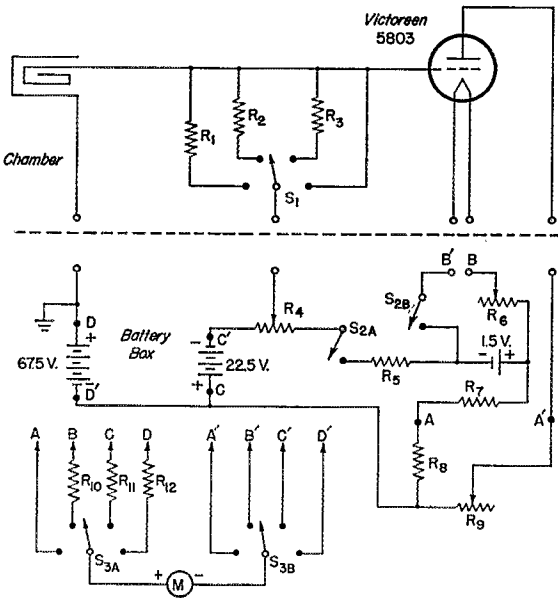 Victoreen
5803
R1
R2
R3
Chamber
S1
B' B
S2B
R6
R4
D
+
Battery
Box
- C'
S2A
67.5 V.
22.5 V.
1.5 V.
- +
R5
-
D'
+ C
R7
A
A'
A B C D
A' B' C' D'
R8
R10
R11
R12
R9
S3A
S3B
+ M -